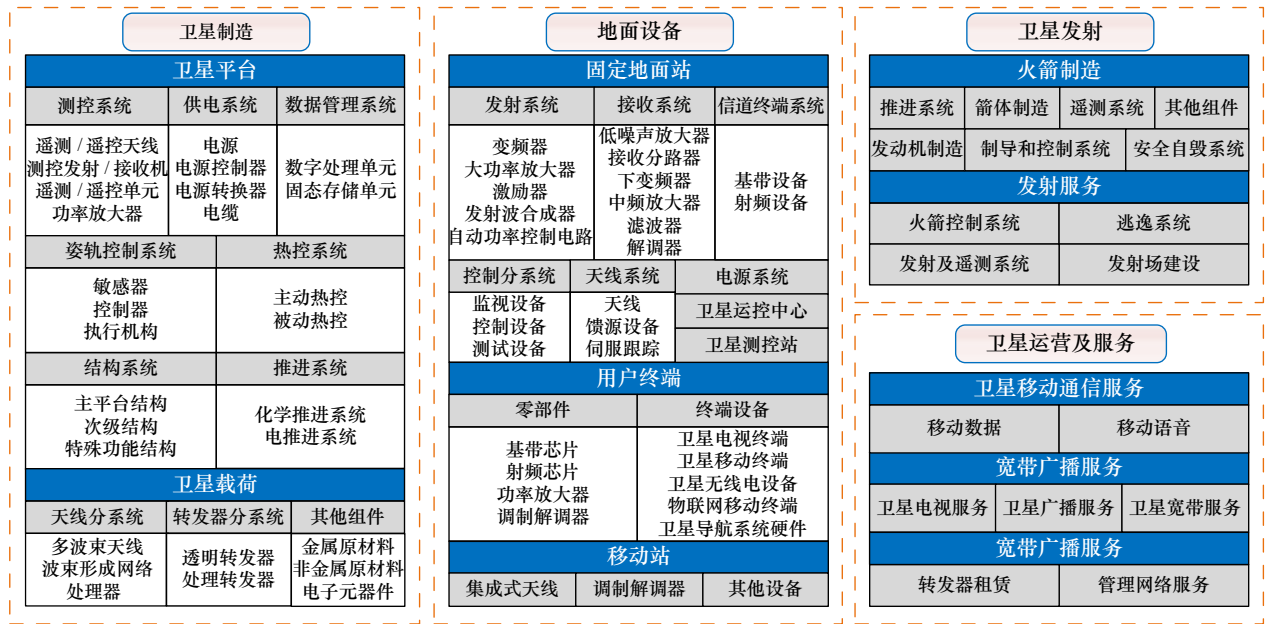 卫星制造
卫星平台
测控系统
供电系统
数据管理系统
遥测 / 遥控天线
测控发射 / 接收机
遥测 / 遥控单元
功率放大器
电源
电源控制器
电源转换器
电缆
数字处理单元
固态存储单元
姿轨控制系统
热控系统
敏感器
控制器
执行机构
主动热控
被动热控
结构系统
推进系统
主平台结构
次级结构
特殊功能结构
化学推进系统
电推进系统
卫星载荷
天线分系统
转发器分系统
其他组件
多波束天线
波束形成网络
处理器
透明转发器
处理转发器
金属原材料
非金属原材料
电子元器件
地面设备
固定地面站
发射系统
接收系统
信道终端系统
变频器
大功率放大器
激励器
发射波合成器
自动功率控制电路
低噪声放大器
接收分路器
下变频器
中频放大器
滤波器
解调器
基带设备
射频设备
控制分系统
天线系统
电源系统
监视设备
控制设备
测试设备
天线
馈源设备
伺服跟踪
卫星运控中心
卫星测控站
用户终端
零部件
终端设备
基带芯片
射频芯片
功率放大器
调制解调器
卫星电视终端
卫星移动终端
卫星无线电设备
物联网移动终端
卫星导航系统硬件
移动站
集成式天线
调制解调器
其他设备
卫星发射
火箭制造
推进系统
箭体制造
遥测系统
其他组件
发动机制造
制导和控制系统
安全自毁系统
发射服务
火箭控制系统
逃逸系统
发射及遥测系统
发射场建设
卫星运营及服务
卫星移动通信服务
移动数据
移动语音
宽带广播服务
卫星电视服务
卫星广播服务
卫星宽带服务
宽带广播服务
转发器租赁
管理网络服务